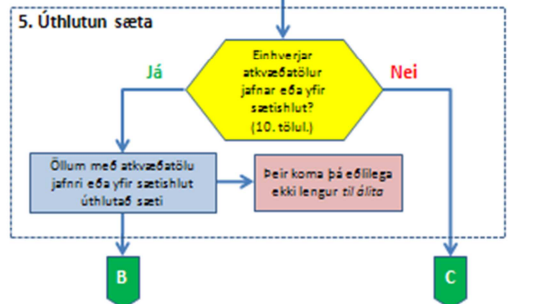 5. Úthlutun sæta
Einhverjar
atkvæðatölur
jafnar eða yfir
sætishlut?
(10. tölul.)
Já
Nei
Öllum með atkvæðatölu
jafnri eða yfir sætishlut
úthlutað sæti
Þeir koma þá eðlilega
ekki lengur til álita
B
C